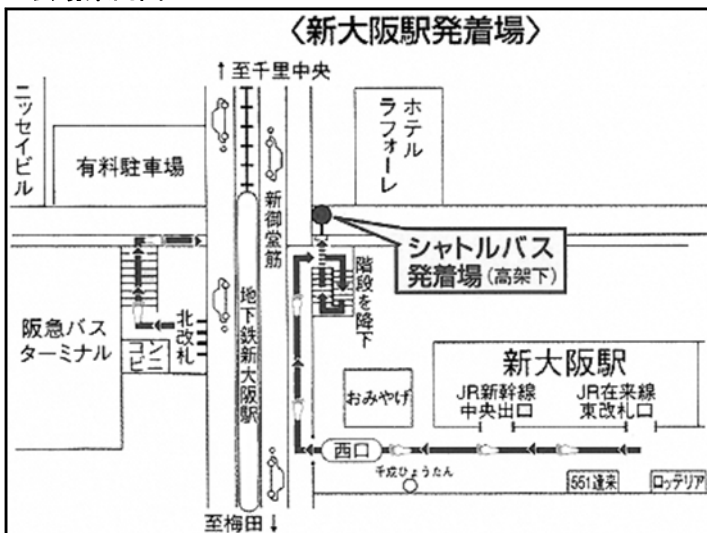 〈新大阪駅発着場〉
↑至千里中央
ニッセイビル
有料駐車場
ホテル
ラフォーレ
新御堂筋
シャトルバス
発着場(高架下)
階段を降下
地下鉄新大阪駅
北改札
コンビニ
阪急バス
ターミナル
新大阪駅
JR新幹線
中央出口
JR在来線
東改札口
おみやげ
西口
千成ひょうたん
551蓬莱
ロッテリア
至梅田↓